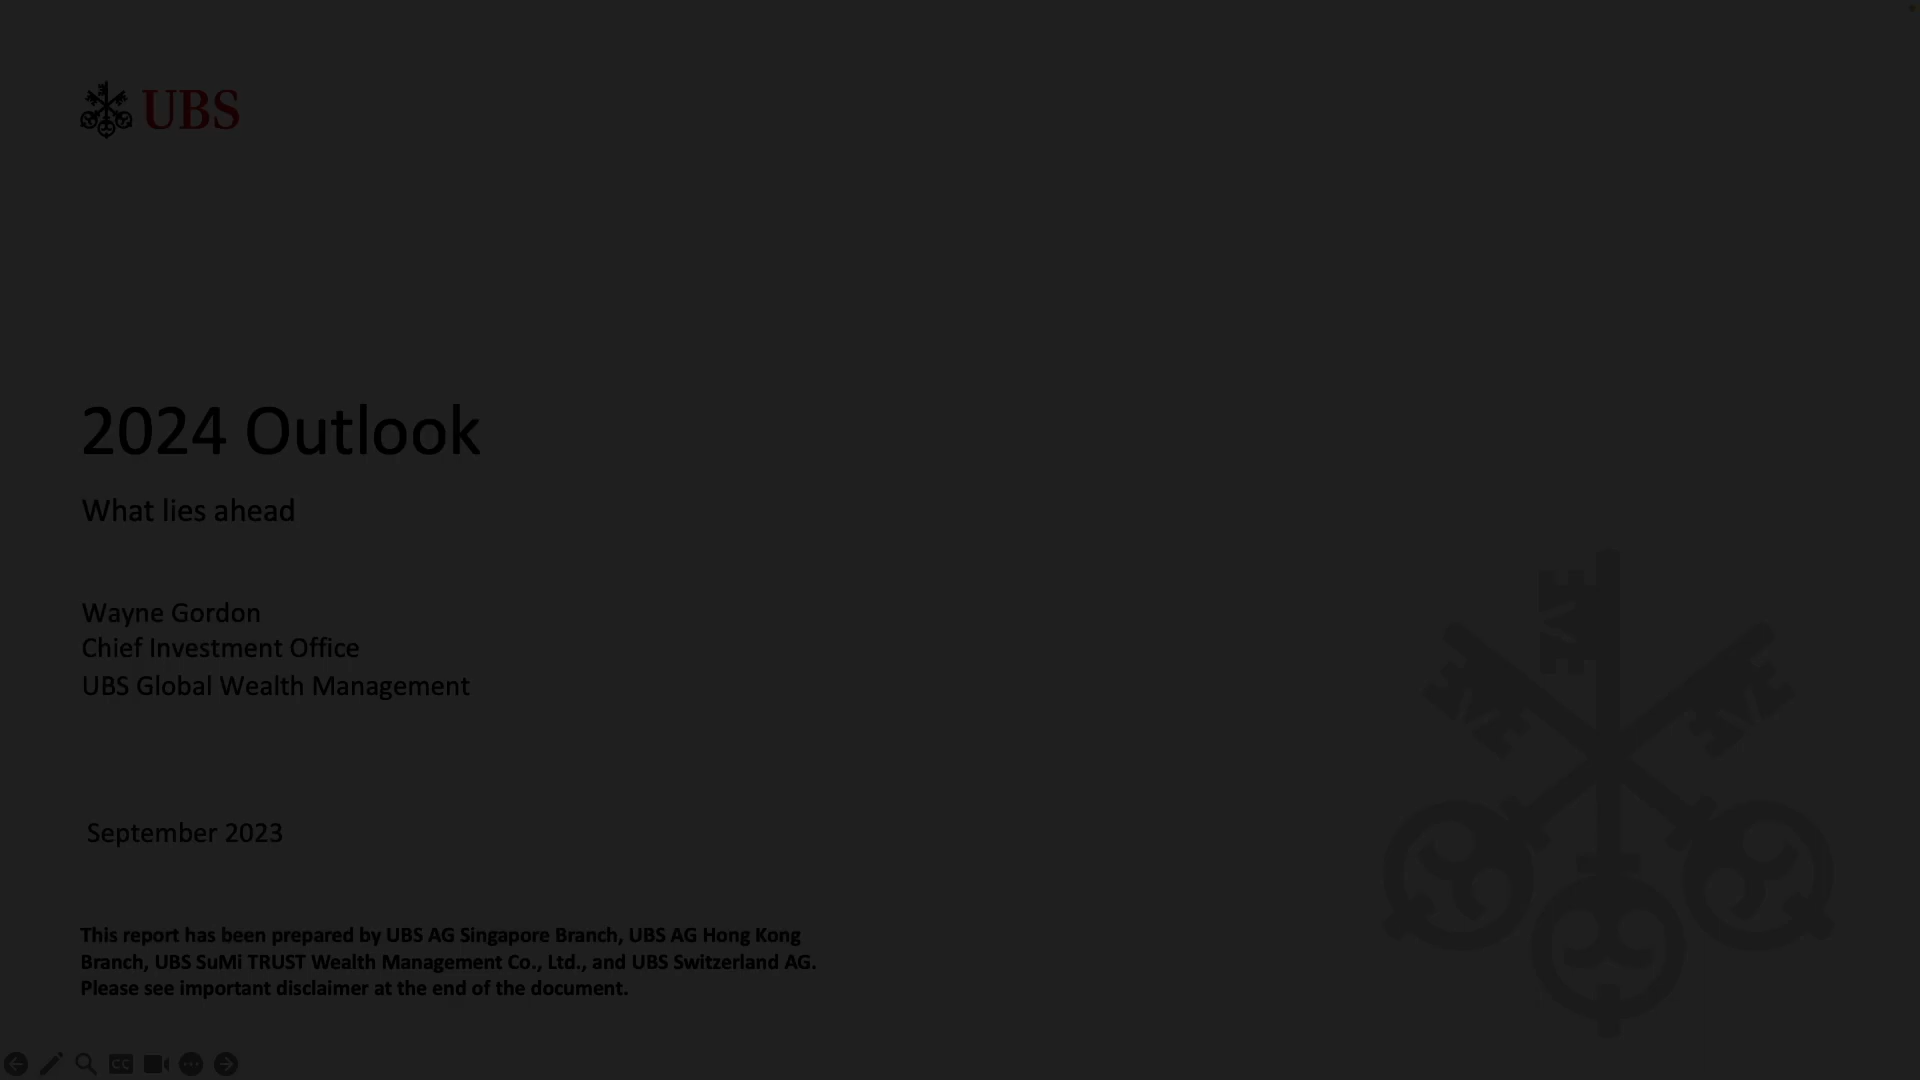 UBS
2024 Outlook
What lies ahead
Wayne Gordon
Chief Investment Office
UBS Global Wealth Management
September 2023
This report has been prepared by UBS AG Singapore Branch, UBS AG Hong Kong
Branch, UBS SuMi TRUST Wealth Management Co., Ltd., and UBS Switzerland AG.
Please see important disclaimer at the end of the document.
CC